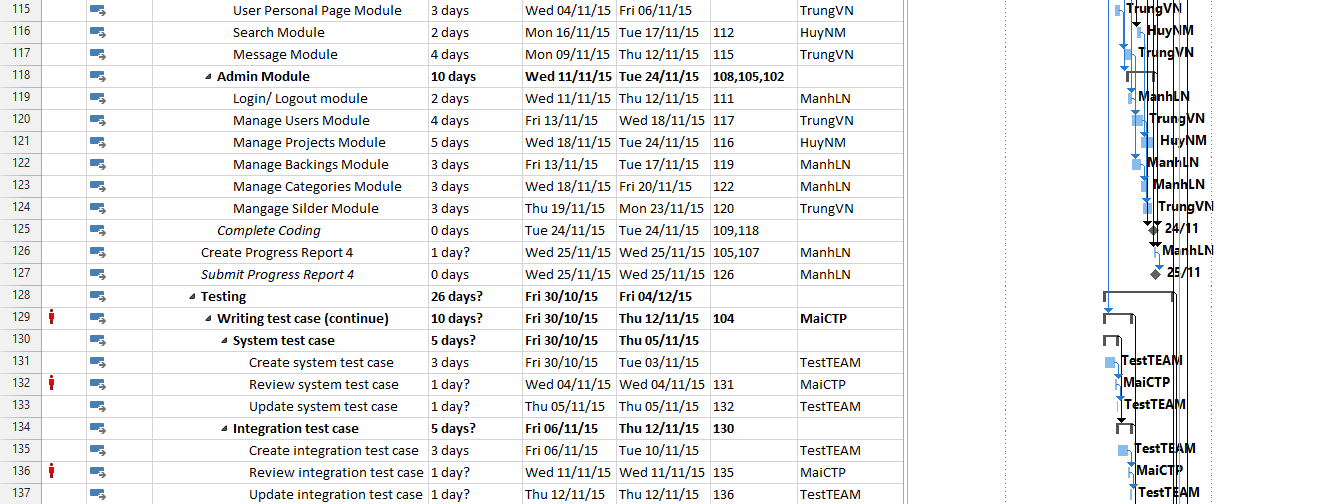 115 User Personal Page Module 3 days Wed 04/11/15 Fri 06/11/15 TrungVN TrungVN
116 Search Module 2 days Mon 16/11/15 Tue 17/11/15 112 HuyNM HuyNM
117 Message Module 4 days Mon 09/11/15 Thu 12/11/15 115 TrungVN TrungVN
118 Admin Module 10 days Wed 11/11/15 Tue 24/11/15 108,105,102
119 Login/ Logout module 2 days Wed 11/11/15 Thu 12/11/15 111 ManhLN ManhLN
120 Manage Users Module 4 days Fri 13/11/15 Wed 18/11/15 117 TrungVN TrungVN
121 Manage Projects Module 5 days Wed 18/11/15 Tue 24/11/15 116 HuyNM HuyNM
122 Manage Backings Module 3 days Fri 13/11/15 Tue 17/11/15 119 ManhLN ManhLN
123 Manage Categories Module 3 days Wed 18/11/15 Fri 20/11/15 122 ManhLN ManhLN
124 Mangage Silder Module 3 days Thu 19/11/15 Mon 23/11/15 120 TrungVN TrungVN
125 Complete Coding 0 days Tue 24/11/15 Tue 24/11/15 109,118 24/11
126 Create Progress Report 4 1 day? Wed 25/11/15 Wed 25/11/15 105,107 ManhLN ManhLN
127 Submit Progress Report 4 0 days Wed 25/11/15 Wed 25/11/15 126 ManhLN 25/11
128 Testing 26 days? Fri 30/10/15 Fri 04/12/15
129 Writing test case (continue) 10 days? Fri 30/10/15 Thu 12/11/15 104 MaiCTP
130 System test case 5 days? Fri 30/10/15 Thu 05/11/15
131 Create system test case 3 days Fri 30/10/15 Tue 03/11/15 TestTEAM TestTEAM
132 Review system test case 1 day? Wed 04/11/15 Wed 04/11/15 131 MaiCTP MaiCTP
133 Update system test case 1 day? Thu 05/11/15 Thu 05/11/15 132 TestTEAM TestTEAM
134 Integration test case 5 days? Fri 06/11/15 Thu 12/11/15 130
135 Create integration test case 3 days Fri 06/11/15 Tue 10/11/15 TestTEAM TestTEAM
136 Review integration test case 1 day? Wed 11/11/15 Wed 11/11/15 135 MaiCTP MaiCTP
137 Update integration test case 1 day? Thu 12/11/15 Thu 12/11/15 136 TestTEAM TestTEAM